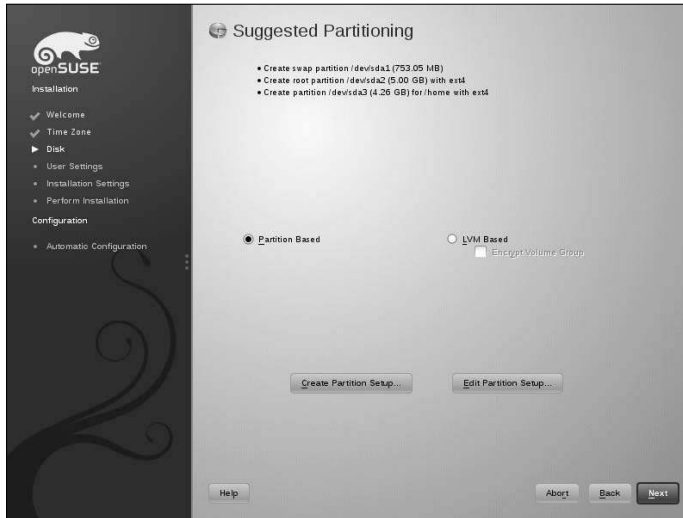 openSUSE
Installation
Welcome
Time Zone
Disk
User Settings
Installation Settings
Perform Installation
Configuration
Automatic Configuration
Suggested Partitioning
• Create swap partition /dev/sda1 (753.05 MB)
• Create root partition /dev/sda2 (5.00 GB) with ext4
• Create partition /dev/sda3 (4.26 GB) for /home with ext4
Partition Based
LVM Based
Encrypt Volume Group
Create Partition Setup...
Edit Partition Setup...
Help
Abort
Back
Next